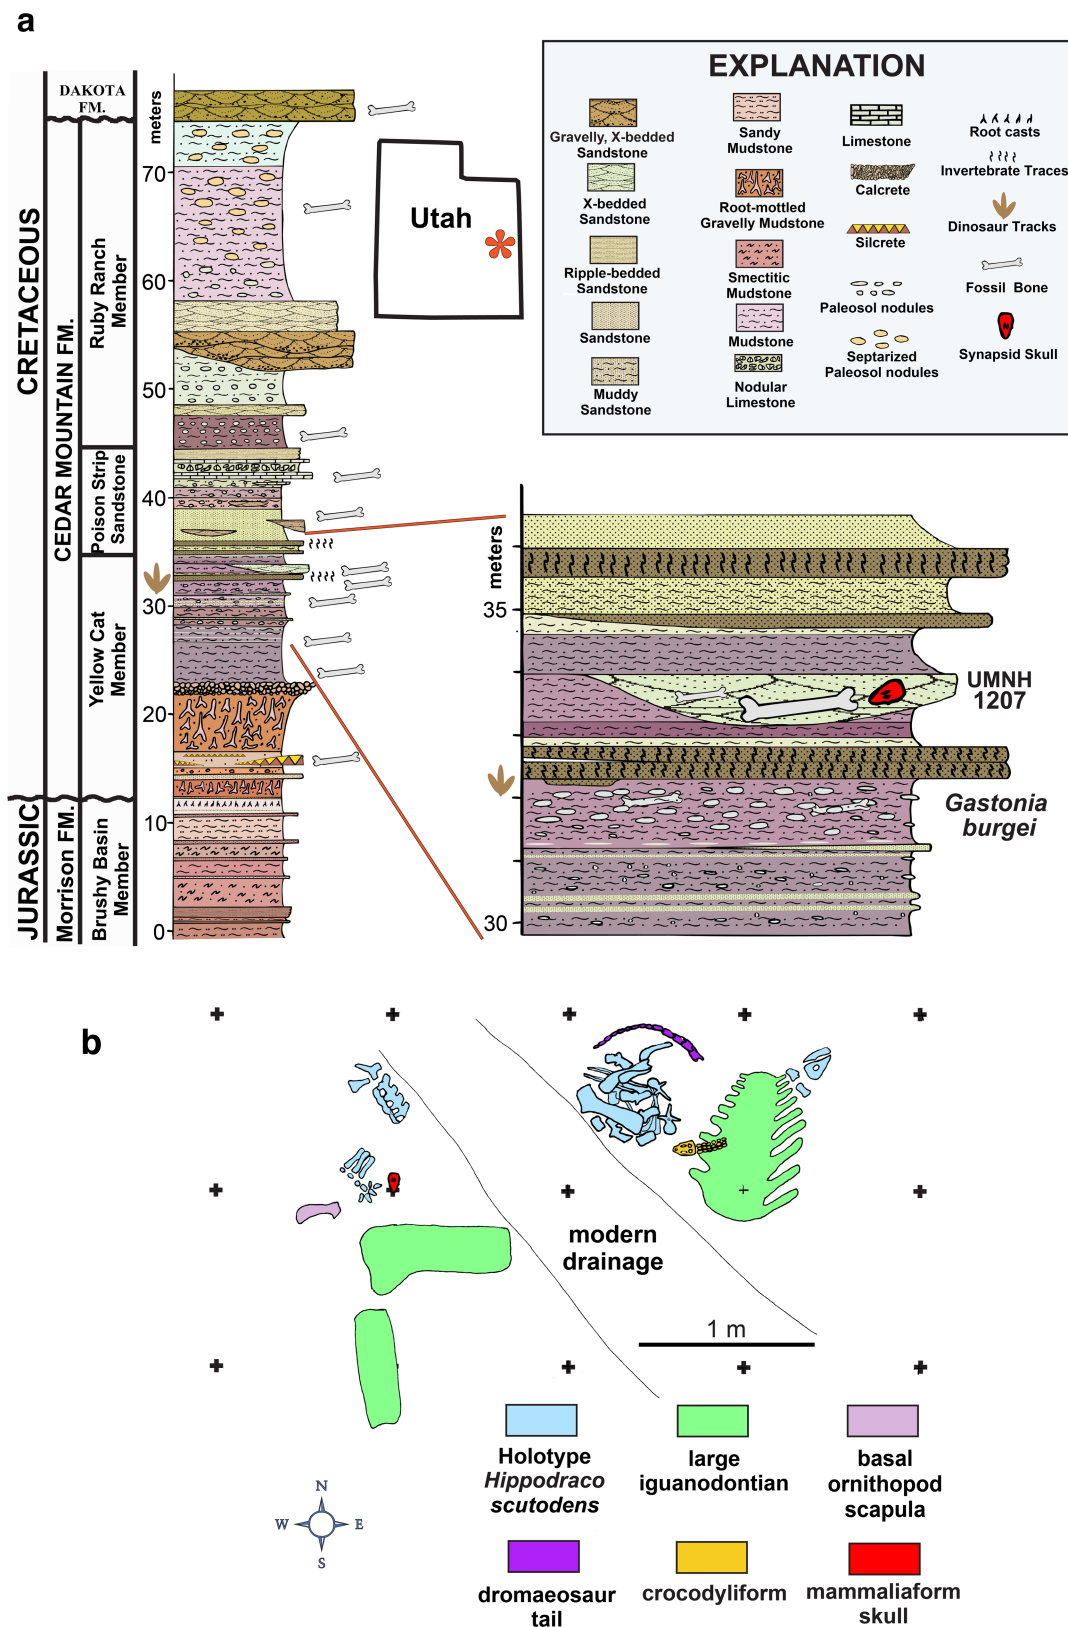 a
DAKOTA
FM.
meters
70
60
50
40
30
20
10
0
CRETACEOUS
JURASSIC
CEDAR MOUNTAIN FM.
Morrison FM.
Ruby Ranch
Member
Poison Strip
Sandstone
Yellow Cat
Member
Brushy Basin
Member
Utah
EXPLANATION
Gravelly, X-bedded
Sandstone
X-bedded
Sandstone
Ripple-bedded
Sandstone
Sandstone
Muddy
Sandstone
Sandy
Mudstone
Root-mottled
Gravelly Mudstone
Smectitic
Mudstone
Mudstone
Nodular
Limestone
Limestone
Calcrete
Silcrete
Paleosol nodules
Septarized
Paleosol nodules
Root casts
Invertebrate Traces
Dinosaur Tracks
Fossil Bone
Synapsid Skull
meters
35
30
UMNH
1207
Gastonia
burgei
b
modern
drainage
1 m
Holotype
Hippodraco
scutodens
large
iguanodontian
basal
ornithopod
scapula
dromaeosaur
tail
crocodyliform
mammaliaform
skull
N
W
E
S